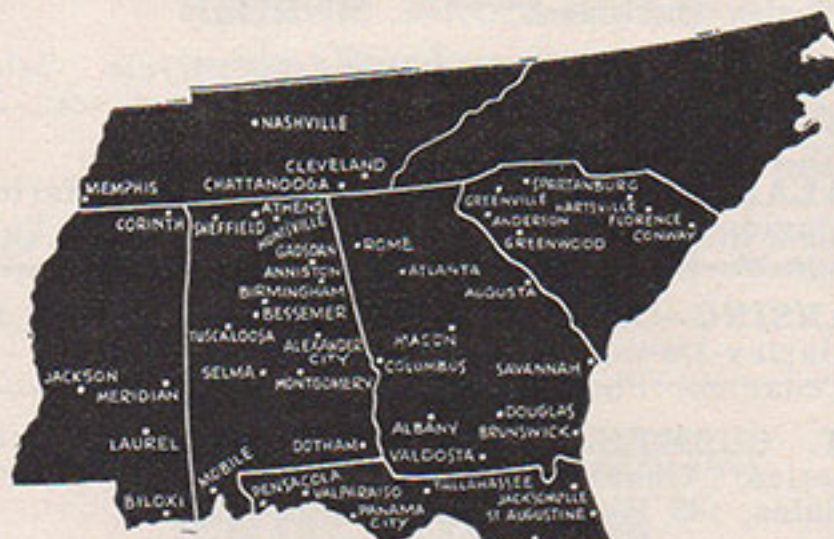 NASHVILLE
CLEVELAND
CHATTANOOGA
MEMPHIS
CORINTH
SHEFFIELD
ATHENS
HUNTSVILLE
GADSDEN
ANNISTON
BIRMINGHAM
BESSEMER
TUSCALOOSA
ALEXANDER
CITY
SELMA
MONTGOMERY
JACKSON
MERIDIAN
LAUREL
BILOXI
MOBILE
DOTHAM
ROME
ATLANTA
AUGUSTA
MACON
COLUMBUS
SAVANNAH
ALBANY
DOUGLAS
BRUNSWICK
VALDOSTA
SPARTANBURG
GREENVILLE
HARTSVILLE
ANDERSON
FLORENCE
GREENWOOD
CONWAY
PENSACOLA
VALPARAISO
PANAMA
CITY
TALLAHASSEE
JACKSONVILLE
ST. AUGUSTINE